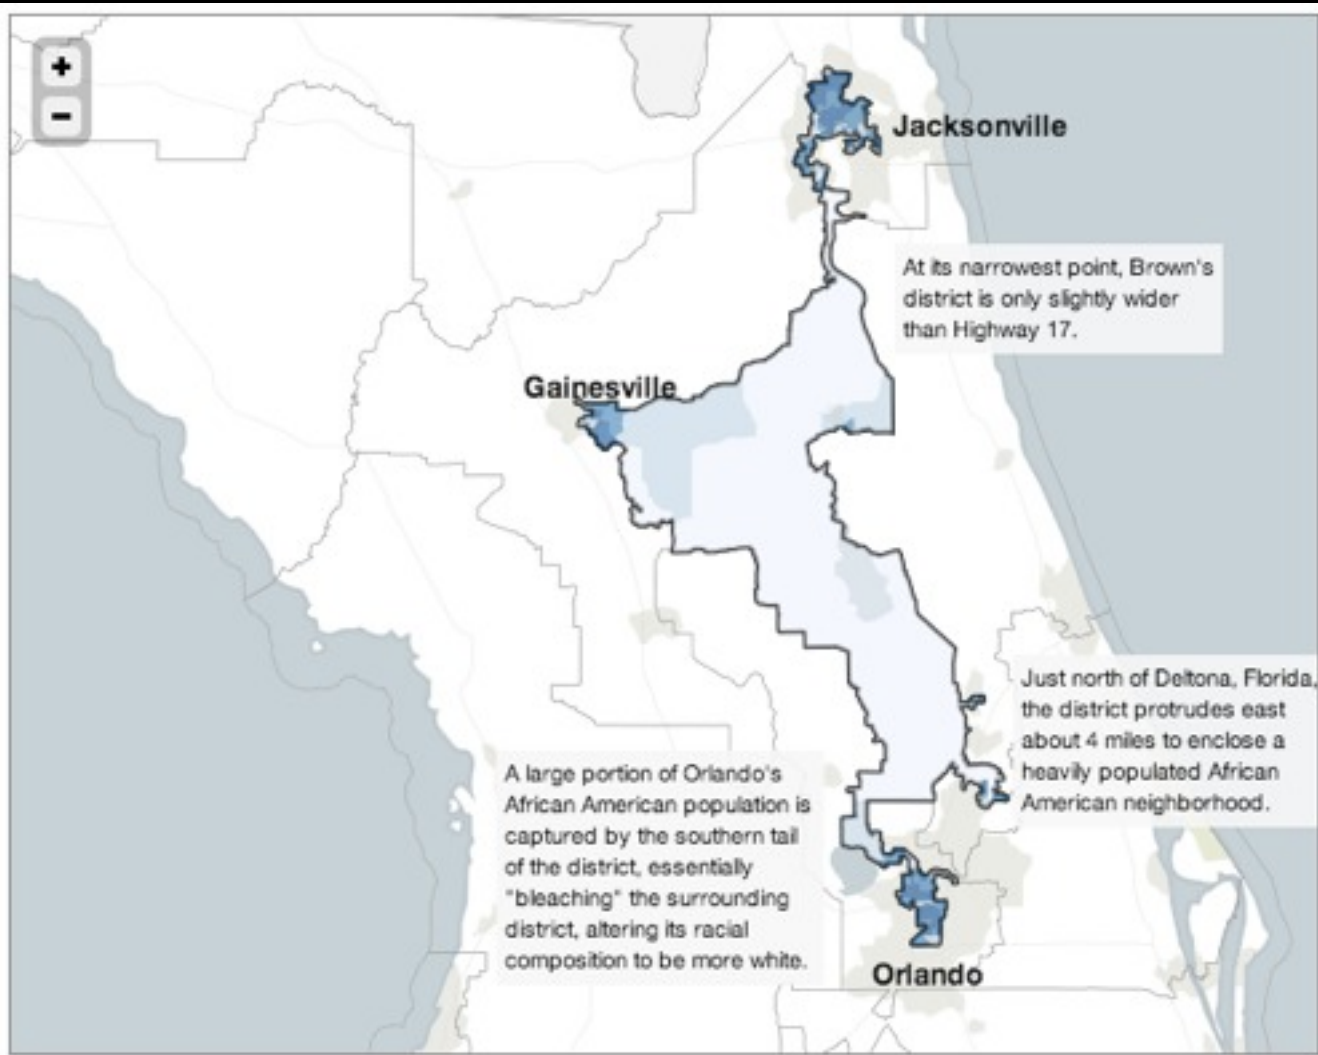 +
−
Jacksonville
At its narrowest point, Brown's
district is only slightly wider
than Highway 17.
Gainesville
Just north of Deltona, Florida,
the district protrudes east
about 4 miles to enclose a
heavily populated African
American neighborhood.
A large portion of Orlando's
African American population is
captured by the southern tail
of the district, essentially
"bleaching" the surrounding
district, altering its racial
composition to be more white.
Orlando